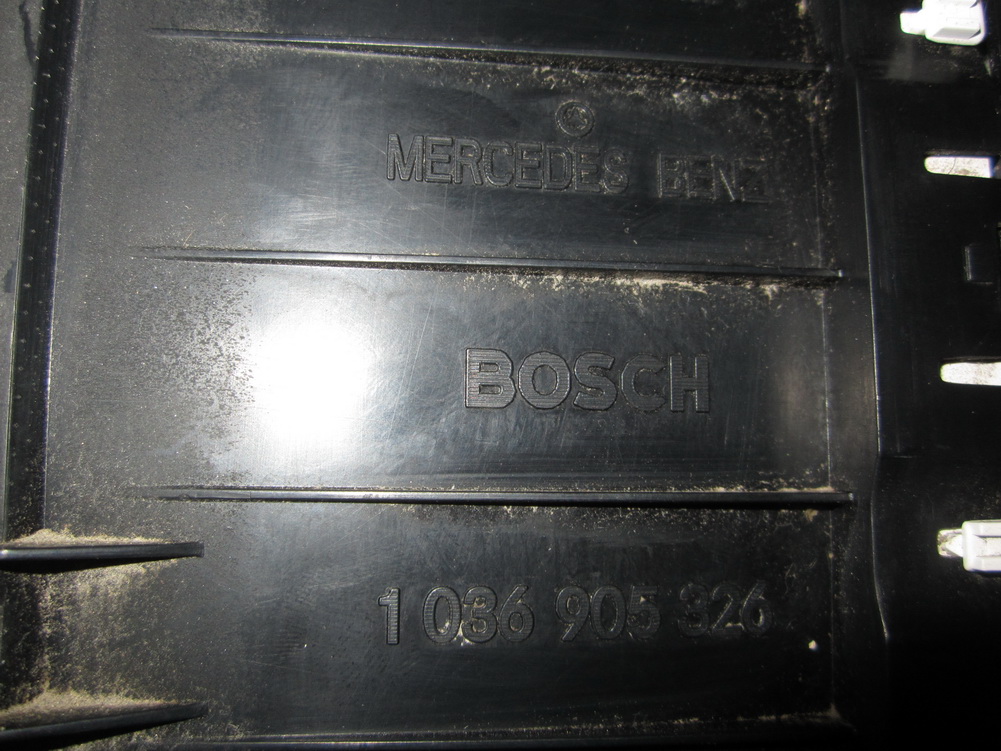 MERCEDES BENZ
BOSCH
1 036 905 326